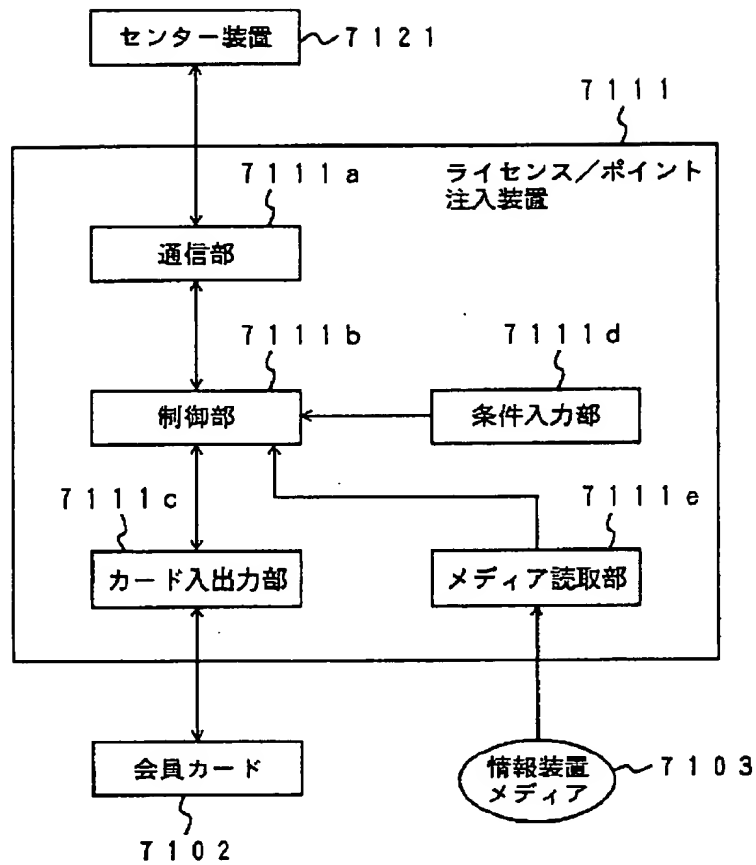 センター装置
7121
7111
ライセンス/ポイント
注入装置
7111a
通信部
7111b
制御部
7111d
条件入力部
7111c
カード入出力部
7111e
メディア読取部
会員カード
7102
情報装置
メディア
7103